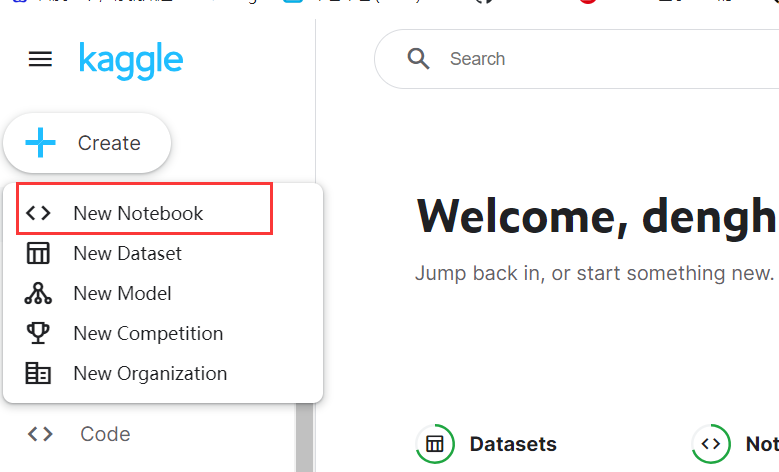 kaggle
Search
Create
New Notebook
New Dataset
New Model
New Competition
New Organization
Code
Welcome, dengh
Jump back in, or start something new.
Datasets
Not